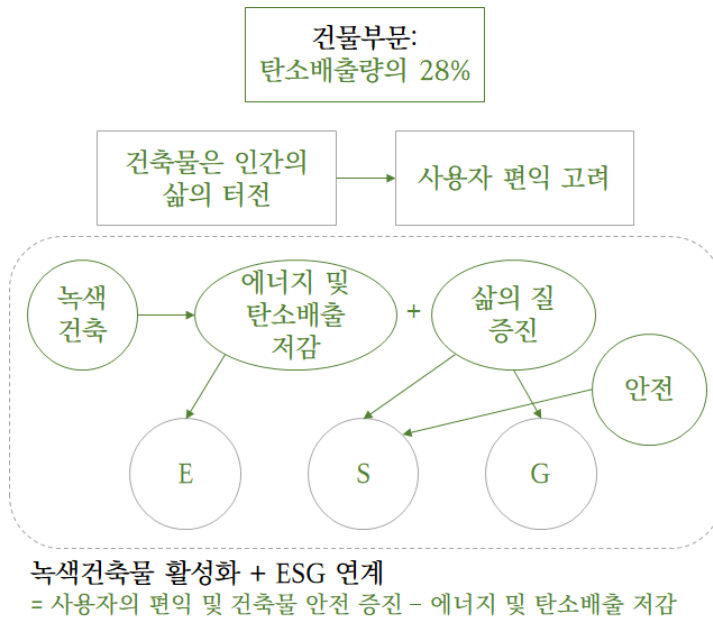 건물부문:
탄소배출량의 28%
건축물은 인간의
삶의 터전
사용자 편익 고려
녹색
건축
에너지 및
탄소배출
저감
+
삶의 질
증진
안전
E
S
G
녹색건축물 활성화 + ESG 연계
= 사용자의 편익 및 건축물 안전 증진 – 에너지 및 탄소배출 저감